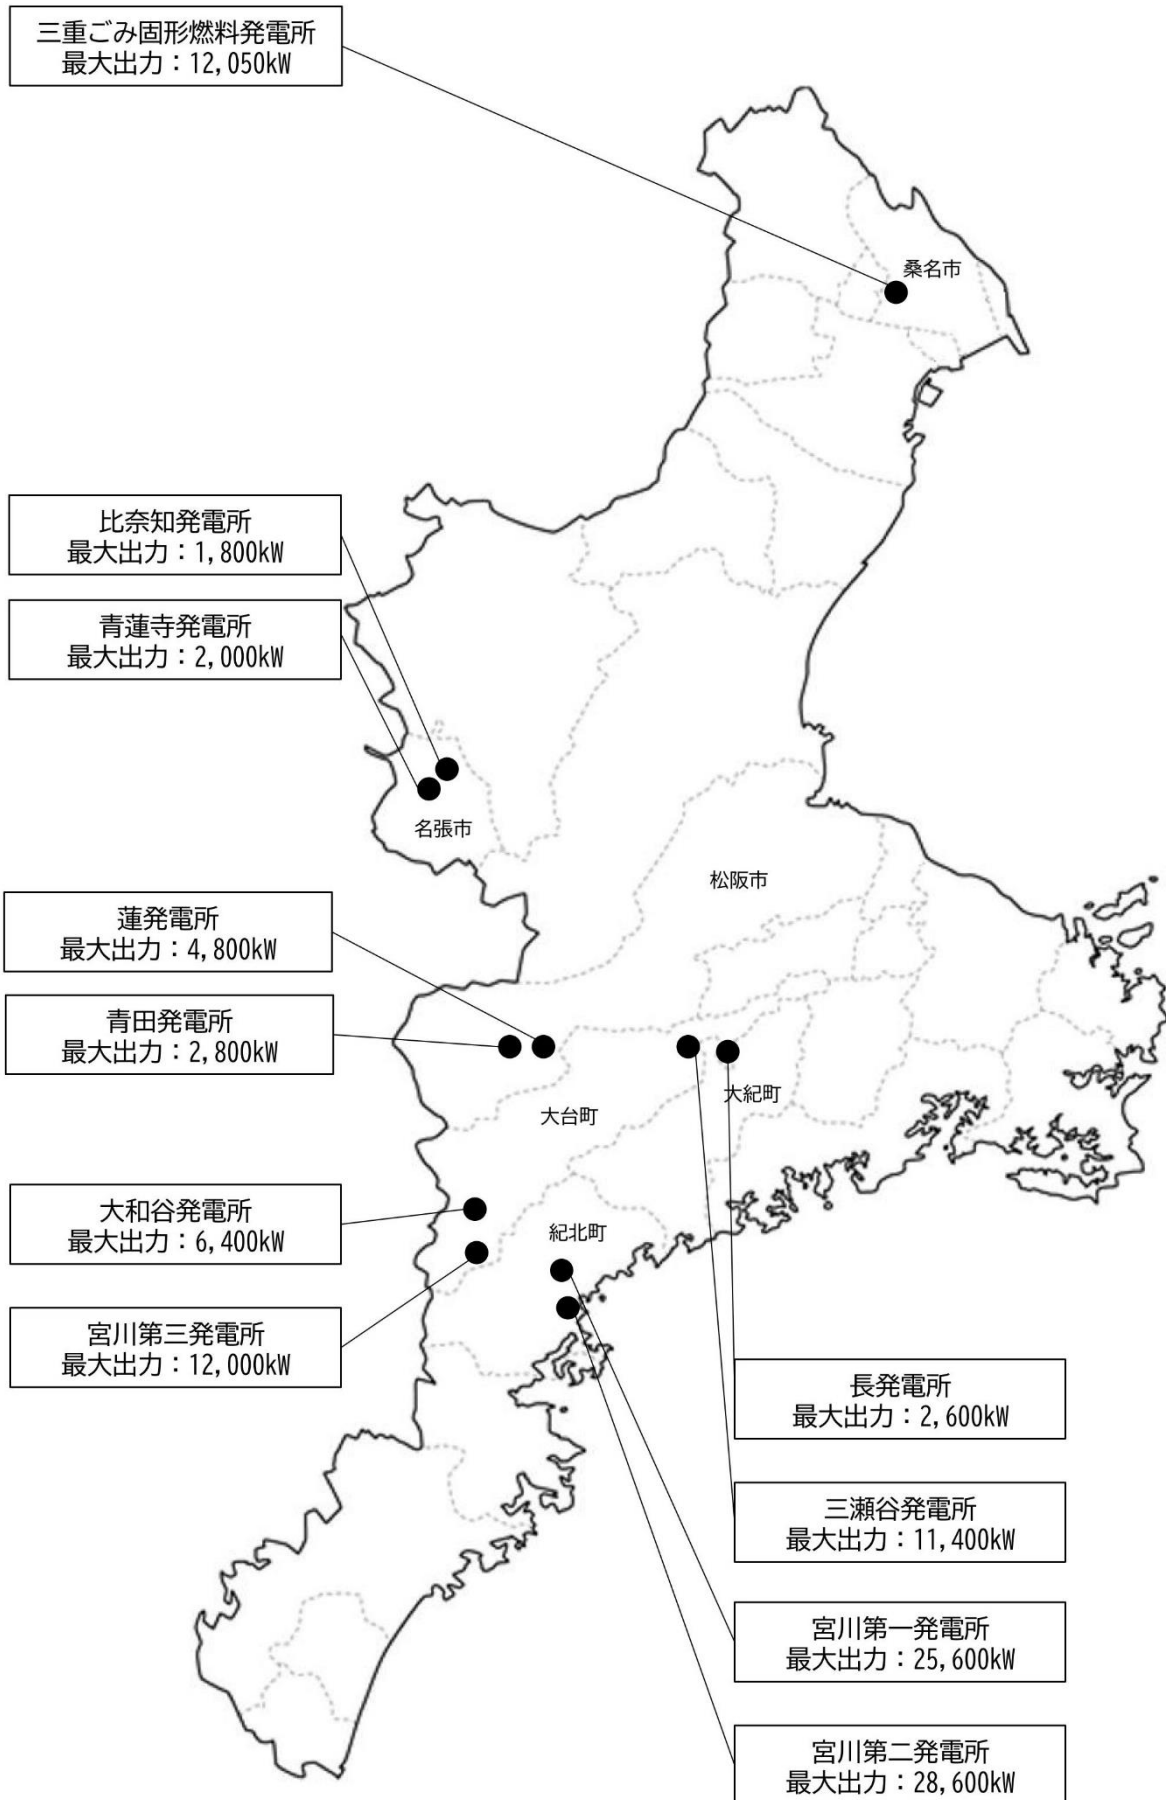 三重ごみ固形燃料発電所
最大出力：12,050kW
桑名市
比奈知発電所
最大出力：1,800kW
青蓮寺発電所
最大出力：2,000kW
名張市
松阪市
蓮発電所
最大出力：4,800kW
青田発電所
最大出力：2,800kW
大紀町
大台町
大和谷発電所
最大出力：6,400kW
紀北町
宮川第三発電所
最大出力：12,000kW
長発電所
最大出力：2,600kW
三瀬谷発電所
最大出力：11,400kW
宮川第一発電所
最大出力：25,600kW
宮川第二発電所
最大出力：28,600kW